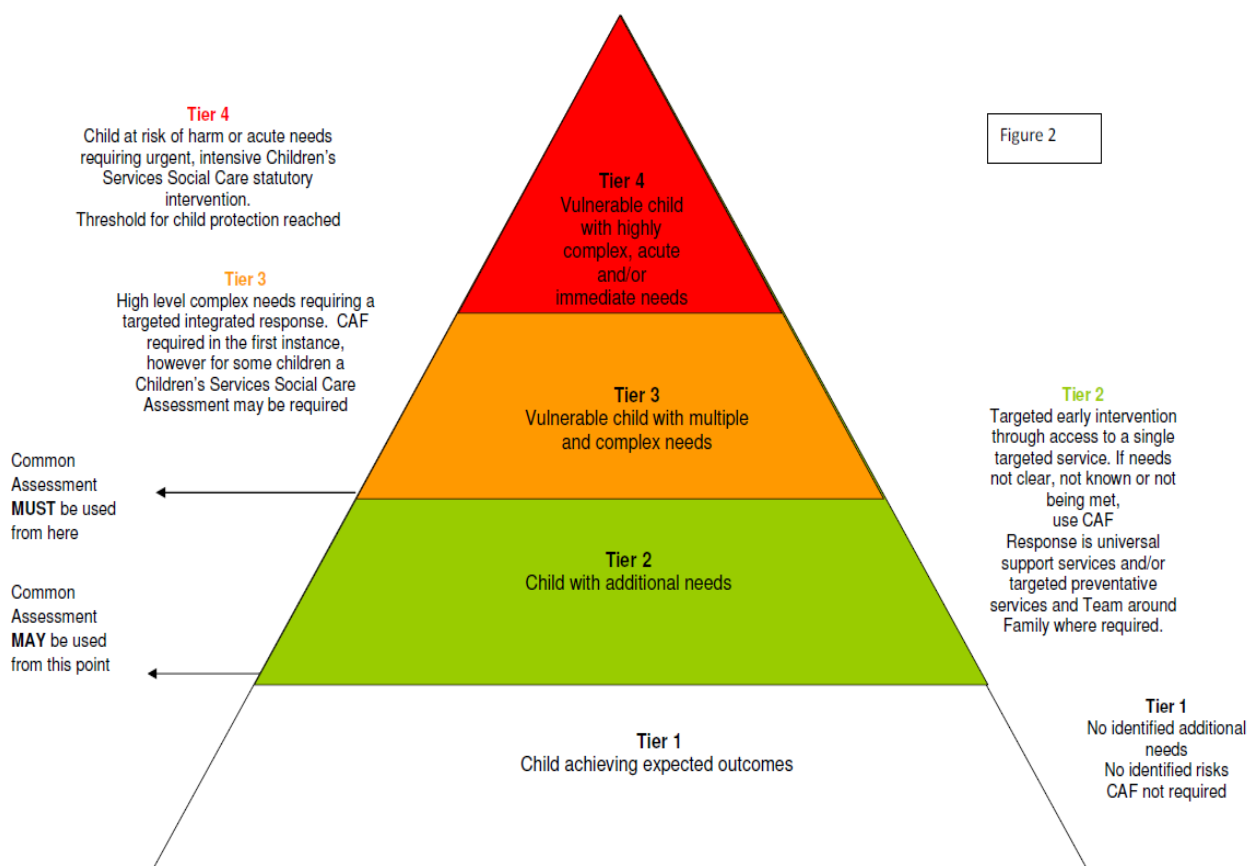 Tier 4
Child at risk of harm or acute needs
requiring urgent, intensive Children’s
Services Social Care statutory
intervention.
Threshold for child protection reached
Figure 2
Tier 4
Vulnerable child
with highly
complex, acute
and/or
immediate needs
Tier 3
High level complex needs requiring a
targeted integrated response.  CAF
required in the first instance,
however for some children a
Children’s Services Social Care
Assessment may be required
Tier 3
Vulnerable child with multiple
and complex needs
Tier 2
Targeted early intervention
through access to a single
targeted service. If needs
not clear, not known or not
being met,
use CAF
Response is universal
support services and/or
targeted preventative
services and Team around
Family where required.
Common
Assessment
MUST be used
from here
Tier 2
Child with additional needs
Common
Assessment
MAY be used
from this point
Tier 1
Child achieving expected outcomes
Tier 1
No identified additional
needs
No identified risks
CAF not required